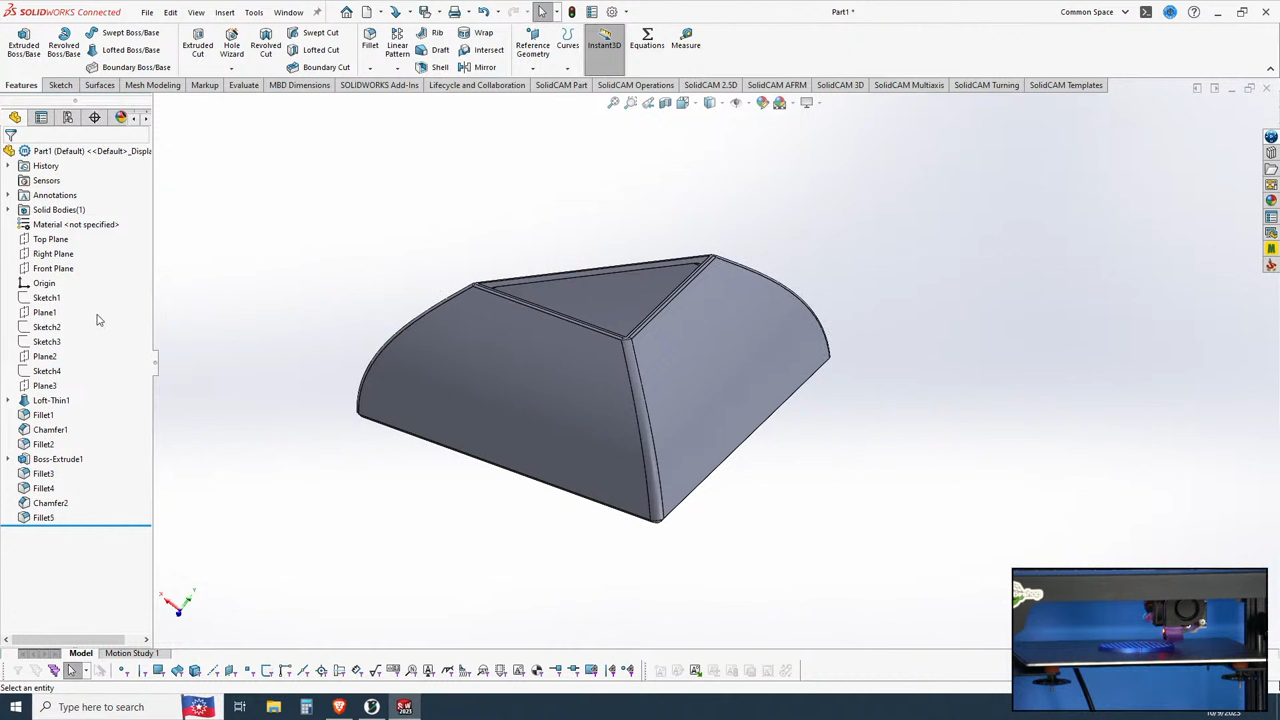 SOLIDWORKS Connected
File Edit View Insert Tools Window
Part1 *
Common Space
Extruded Boss/Base
Revolved Boss/Base
Swept Boss/Base
Lofted Boss/Base
Boundary Boss/Base
Extruded Cut
Hole Wizard
Revolved Cut
Swept Cut
Lofted Cut
Boundary Cut
Fillet
Linear Pattern
Rib
Draft
Shell
Wrap
Intersect
Mirror
Reference Geometry
Curves
Instant3D
Equations
Measure
Features Sketch Surfaces Mesh Modeling Markup Evaluate MBD Dimensions SOLIDWORKS Add-Ins Lifecycle and Collaboration SolidCAM Part SolidCAM Operations SolidCAM 2.5D SolidCAM AFRM SolidCAM 3D SolidCAM Multiaxis SolidCAM Turning SolidCAM Templates
Part1 (Default) <<Default>_Displa
History
Sensors
Annotations
Solid Bodies(1)
Material <not specified>
Top Plane
Right Plane
Front Plane
Origin
Sketch1
Plane1
Sketch2
Sketch3
Plane2
Sketch4
Plane3
Loft-Thin1
Fillet1
Chamfer1
Fillet2
Boss-Extrude1
Fillet3
Fillet4
Chamfer2
Fillet5
X Y
Model Motion Study 1
Select an entity
Type here to search
10/9/2023